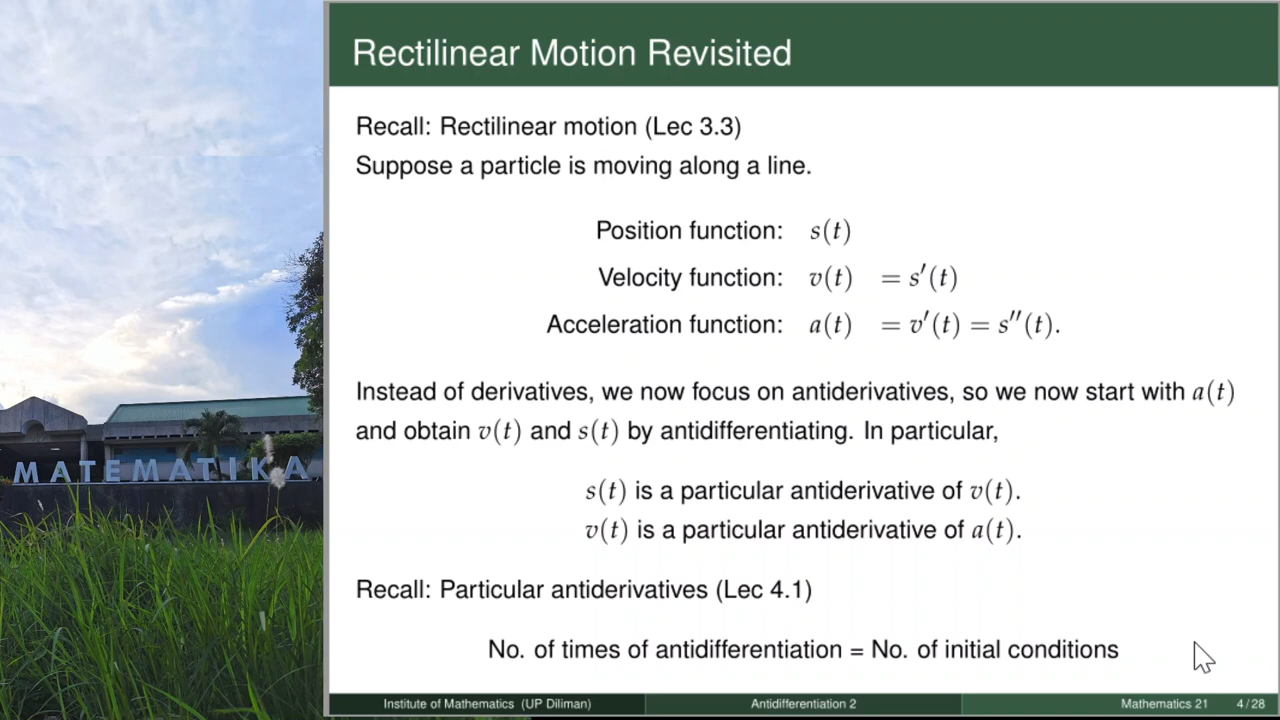 Rectilinear Motion Revisited
Recall: Rectilinear motion (Lec 3.3)
Suppose a particle is moving along a line.
Position function: s(t)
Velocity function: v(t) = s′(t)
Acceleration function: a(t) = v′(t) = s″(t).
Instead of derivatives, we now focus on antiderivatives, so we now start with a(t)
and obtain v(t) and s(t) by antidifferentiating. In particular,
s(t) is a particular antiderivative of v(t).
v(t) is a particular antiderivative of a(t).
Recall: Particular antiderivatives (Lec 4.1)
No. of times of antidifferentiation = No. of initial conditions
MATEMATIKA
Institute of Mathematics (UP Diliman) Antidifferentiation 2 Mathematics 21 4/28